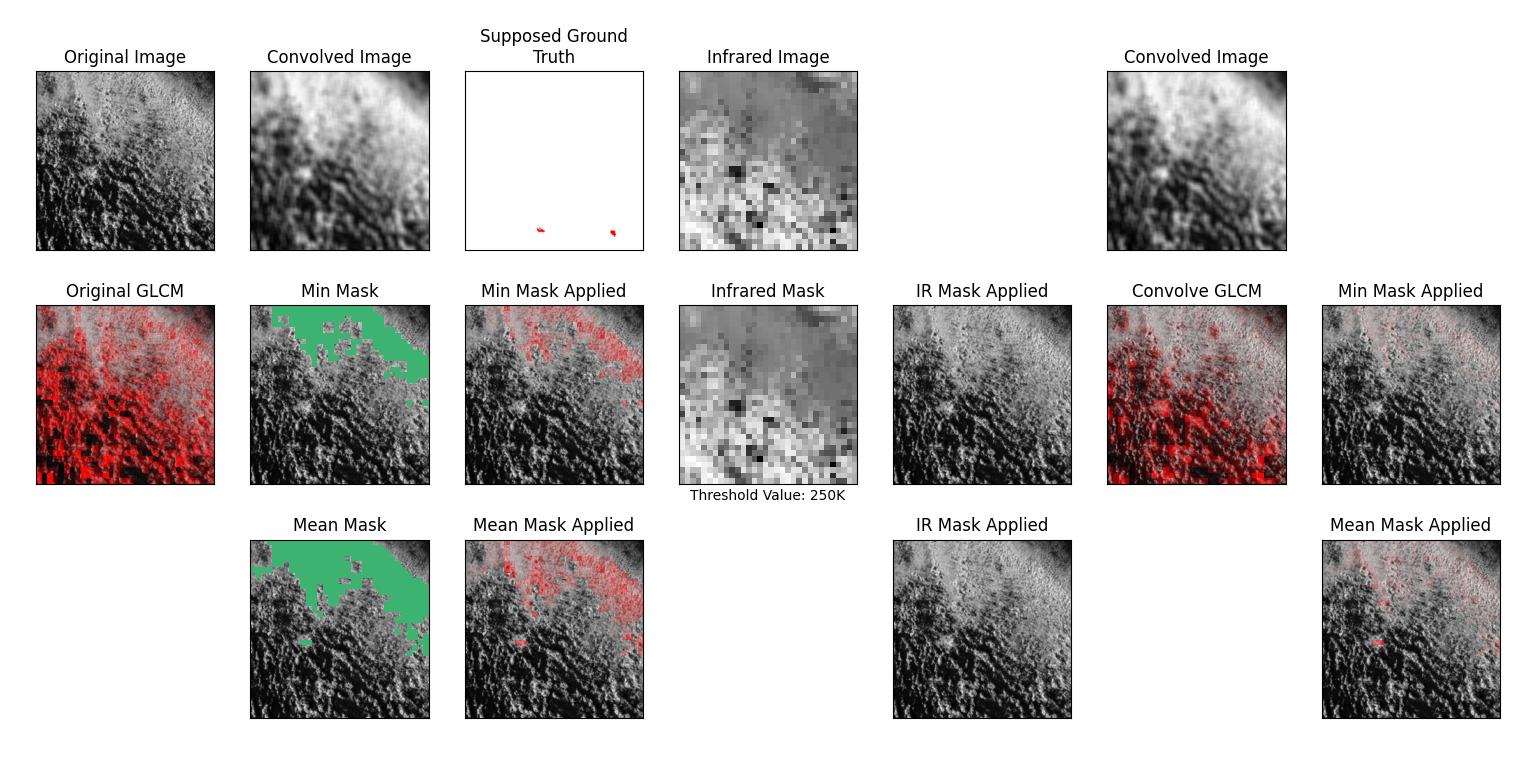 Original Image
Convolved Image
Supposed Ground
Truth
Infrared Image
Convolved Image
Original GLCM
Min Mask
Min Mask Applied
Infrared Mask
IR Mask Applied
Convolve GLCM
Min Mask Applied
Threshold Value: 250K
Mean Mask
Mean Mask Applied
IR Mask Applied
Mean Mask Applied